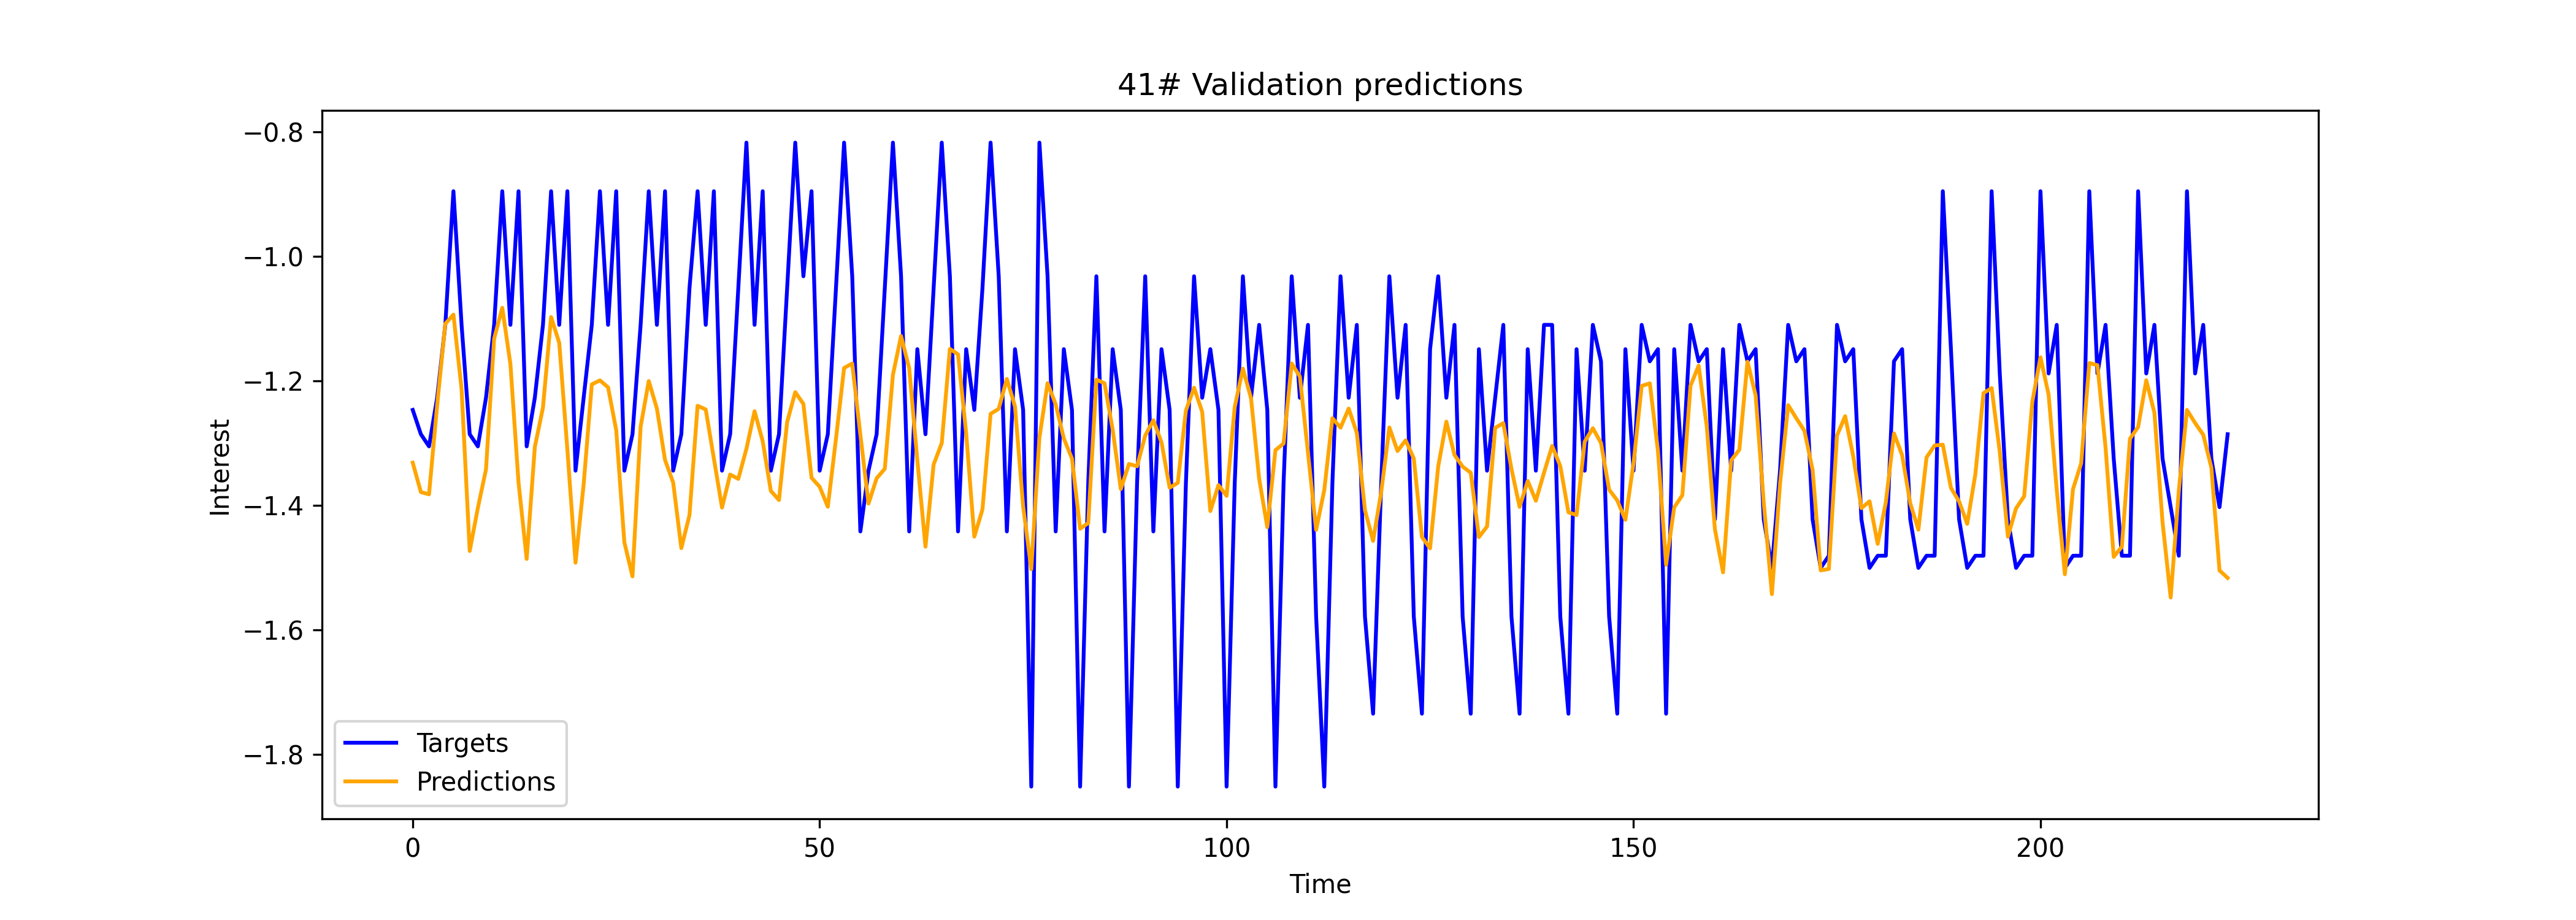 41# Validation predictions
Interest
−0.8
−1.0
−1.2
−1.4
−1.6
−1.8
Targets
Predictions
0 50 100 150 200
Time